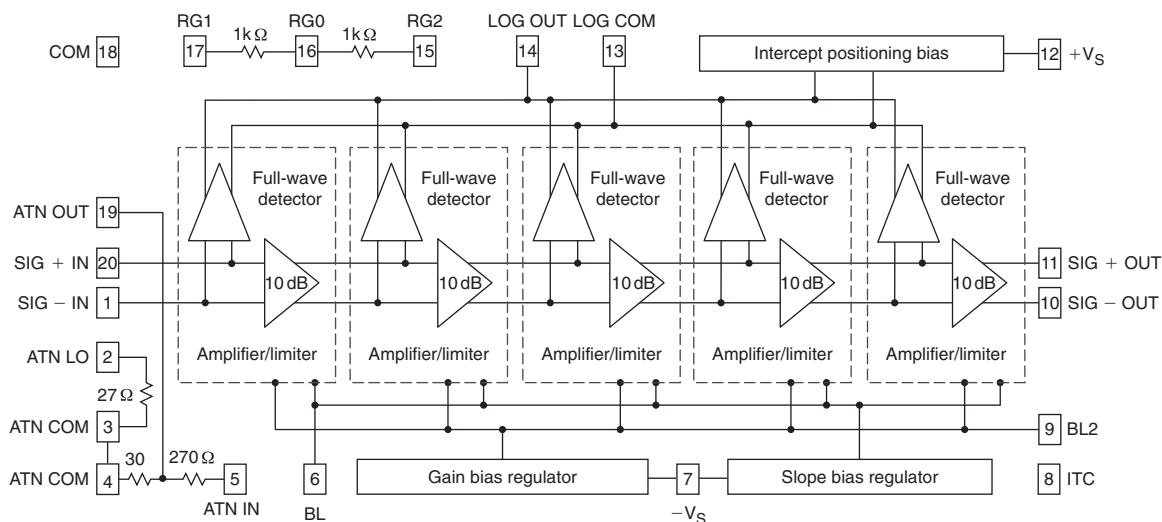 RG1 RG0 RG2 LOG OUT LOG COM
1k Ω 1k Ω
COM 18 17 16 15 14 13 Intercept positioning bias 12 +VS
Full-wave detector
Full-wave detector
Full-wave detector
Full-wave detector
Full-wave detector
ATN OUT 19
SIG + IN 20
11 SIG + OUT
10 dB 10 dB 10 dB 10 dB 10 dB
SIG − IN 1
10 SIG − OUT
ATN LO 2
Amplifier/limiter Amplifier/limiter Amplifier/limiter Amplifier/limiter Amplifier/limiter
27 Ω
ATN COM 3
9 BL2
30 270 Ω
ATN COM 4 5 6 Gain bias regulator 7 Slope bias regulator 8 ITC
ATN IN BL −VS